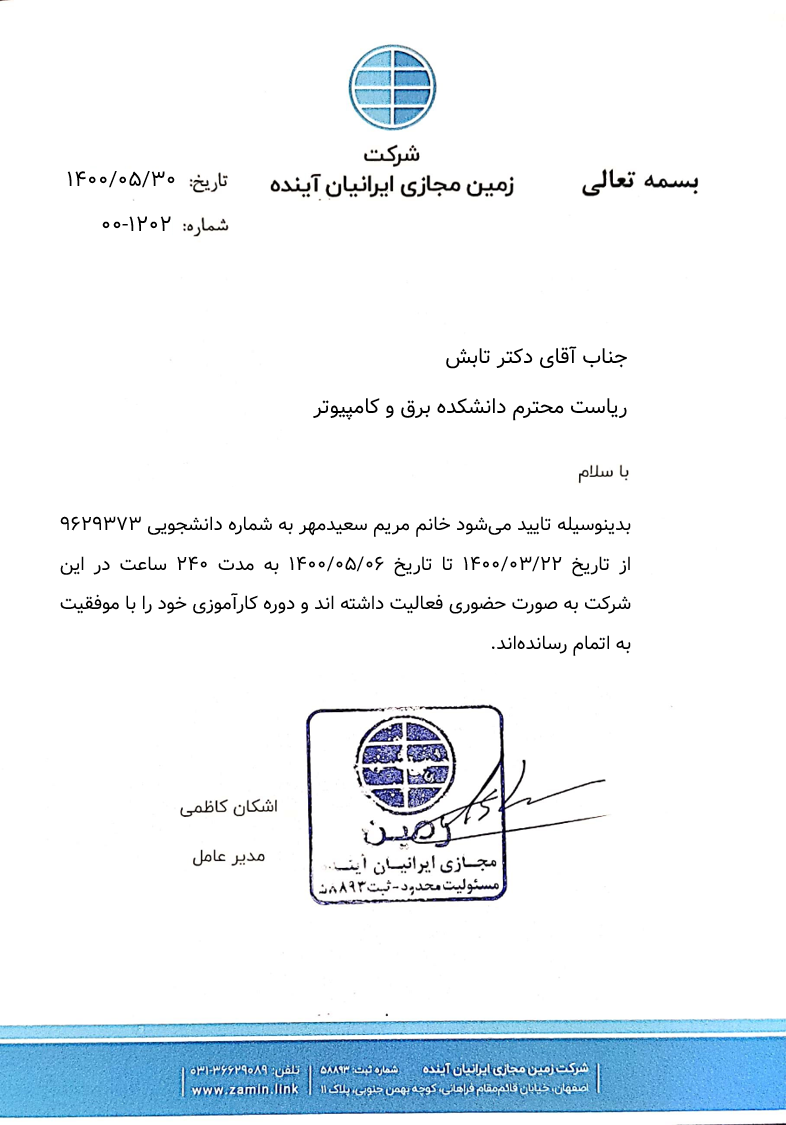 بسمه تعالی
شرکت
زمین مجازی ایرانیان آینده
تاریخ: ۱۴۰۰/۰۵/۳۰
شماره: ۱۲۰۲-۰۰
جناب آقای دکتر تابش
ریاست محترم دانشکده برق و کامپیوتر
با سلام
بدینوسیله تایید می‌شود خانم مریم سعیدمهر به شماره دانشجویی ۹۶۲۹۳۷۳
از تاریخ ۱۴۰۰/۰۳/۲۲ تا تاریخ ۱۴۰۰/۰۵/۰۶ به مدت ۲۴۰ ساعت در این
شرکت به صورت حضوری فعالیت داشته اند و دوره کارآموزی خود را با موفقیت
به اتمام رسانده‌اند.
اشکان کاظمی
مدیر عامل
زمین
مجازی ایرانیان آینده
مسئولیت محدود - ثبت ۵۸۸۹۳
شرکت زمین مجازی ایرانیان آینده شماره ثبت: ۵۸۸۹۳ تلفن: ۳۶۶۲۹۰۸۹-۰۳۱
اصفهان، خیابان قائم‌مقام فراهانی، کوچه بهمن جنوبی، پلاک ۱۱ www.zamin.link